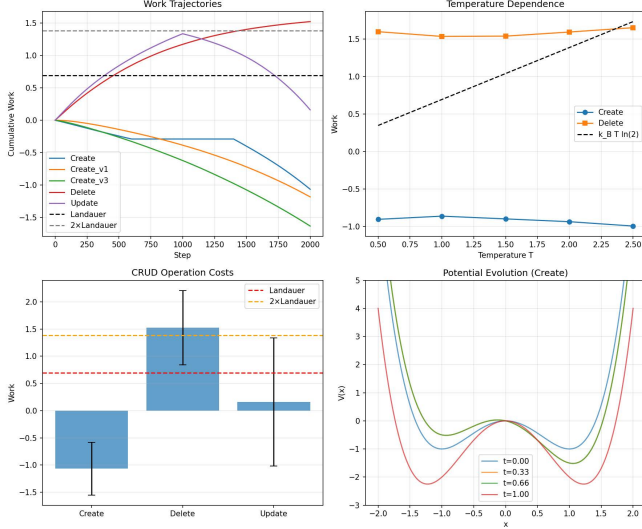 Work Trajectories
1.5
1.0
0.5
0.0
−0.5
−1.0
−1.5
Cumulative Work
Create
Create_v1
Create_v3
Delete
Update
Landauer
2×Landauer
0 250 500 750 1000 1250 1500 1750 2000
Step
Temperature Dependence
1.5
1.0
0.5
0.0
−0.5
−1.0
Work
Create
Delete
k_B T ln(2)
0.50 0.75 1.00 1.25 1.50 1.75 2.00 2.25 2.50
Temperature T
CRUD Operation Costs
2.0
1.5
1.0
0.5
0.0
−0.5
−1.0
−1.5
Work
Landauer
2×Landauer
Create Delete Update
Potential Evolution (Create)
5
4
3
2
1
0
−1
−2
−3
V(x)
t=0.00
t=0.33
t=0.66
t=1.00
−2.0 −1.5 −1.0 −0.5 0.0 0.5 1.0 1.5 2.0
x